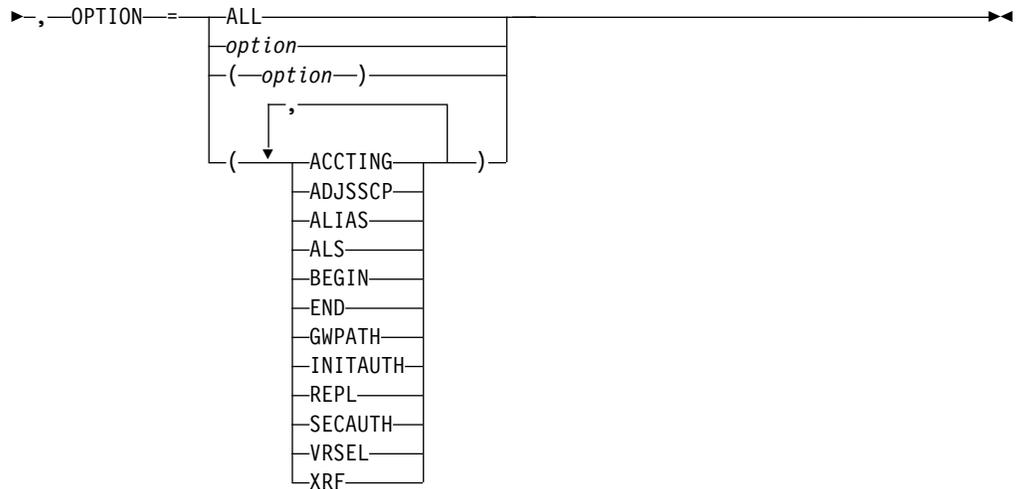 , OPTION = ALL
option
( option )
,
( ACCTING )
ADJSSCP
ALIAS
ALS
BEGIN
END
GWPATH
INITAUTH
REPL
SECAUTH
VRSEL
XRF